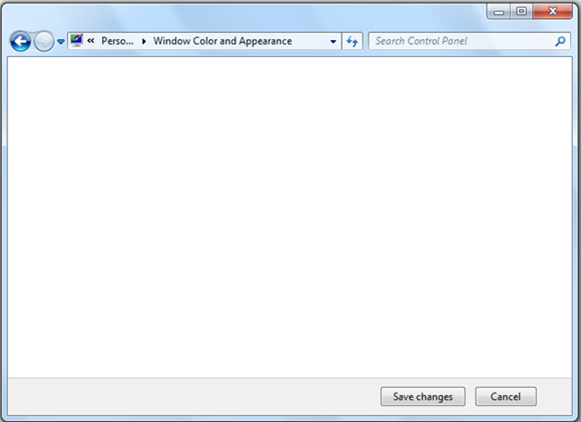 « Perso... ▸ Window Color and Appearance Search Control Panel
Save changes Cancel